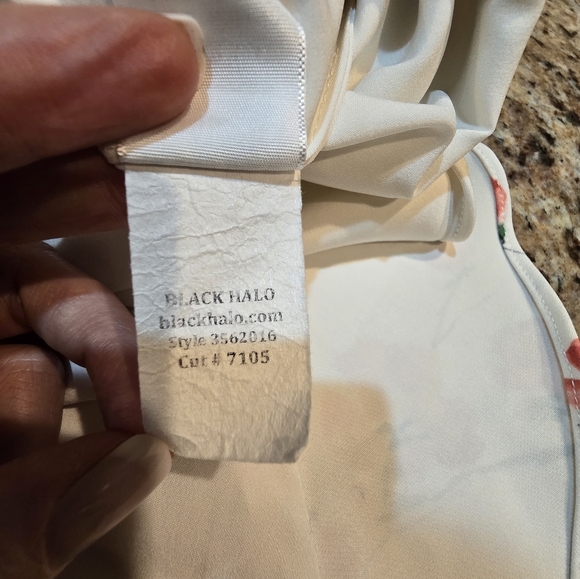 BLACK HALO
blackhalo.com
Style 3562016
Cut # 7105